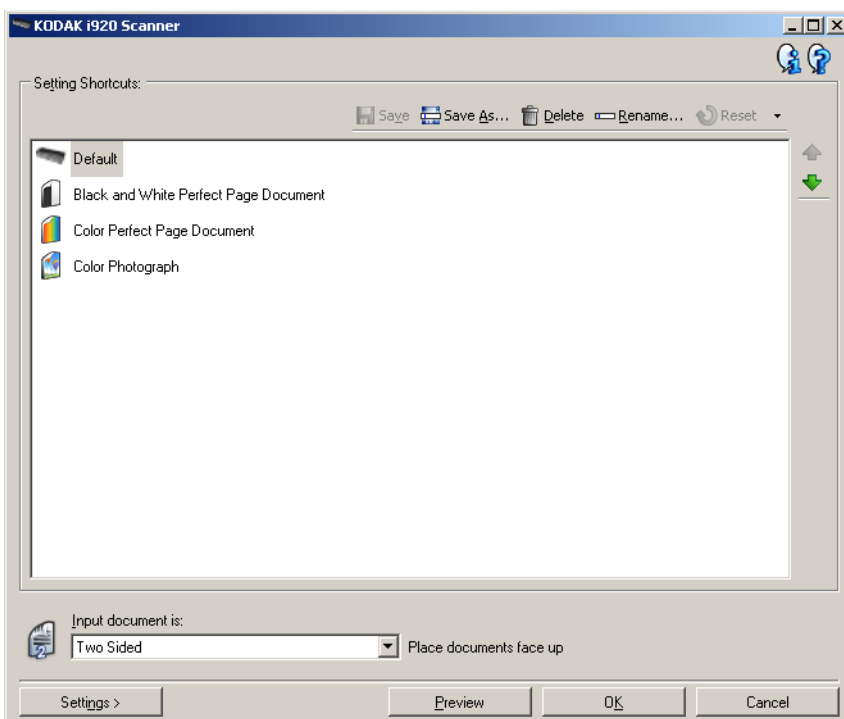 KODAK i920 Scanner
Setting Shortcuts:
Save Save As... Delete Rename... Reset
Default
Black and White Perfect Page Document
Color Perfect Page Document
Color Photograph
Input document is:
2 Two Sided Place documents face up
Settings > Preview OK Cancel